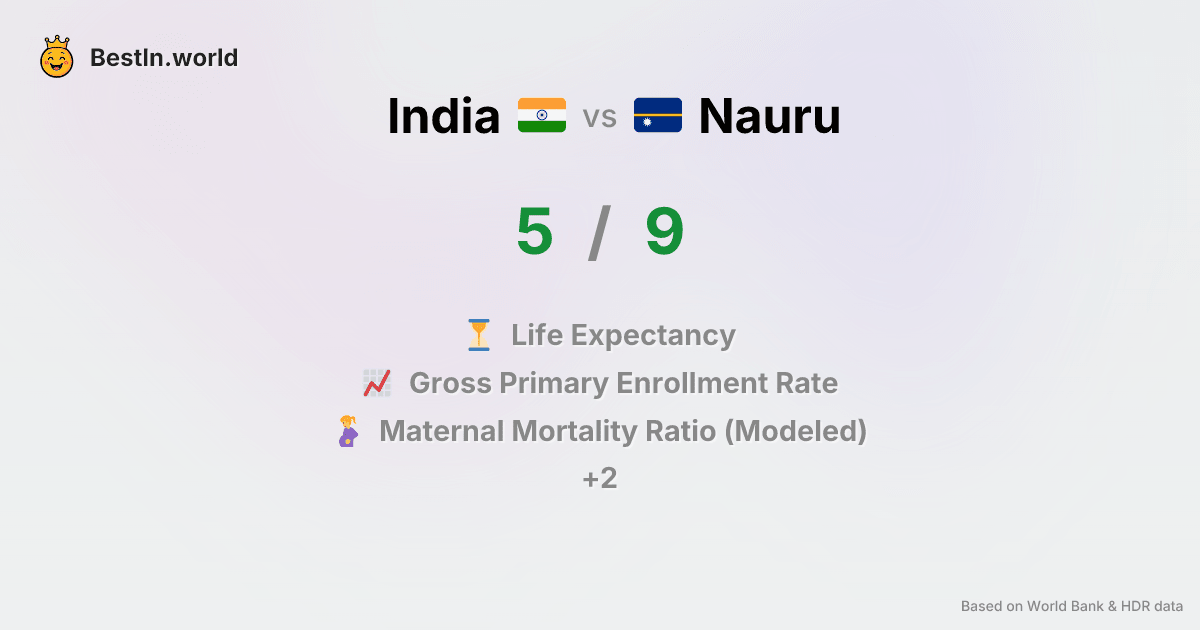 BestIn.world
India vs Nauru
5 / 9
Life Expectancy
Gross Primary Enrollment Rate
Maternal Mortality Ratio (Modeled)
+2
Based on World Bank & HDR data